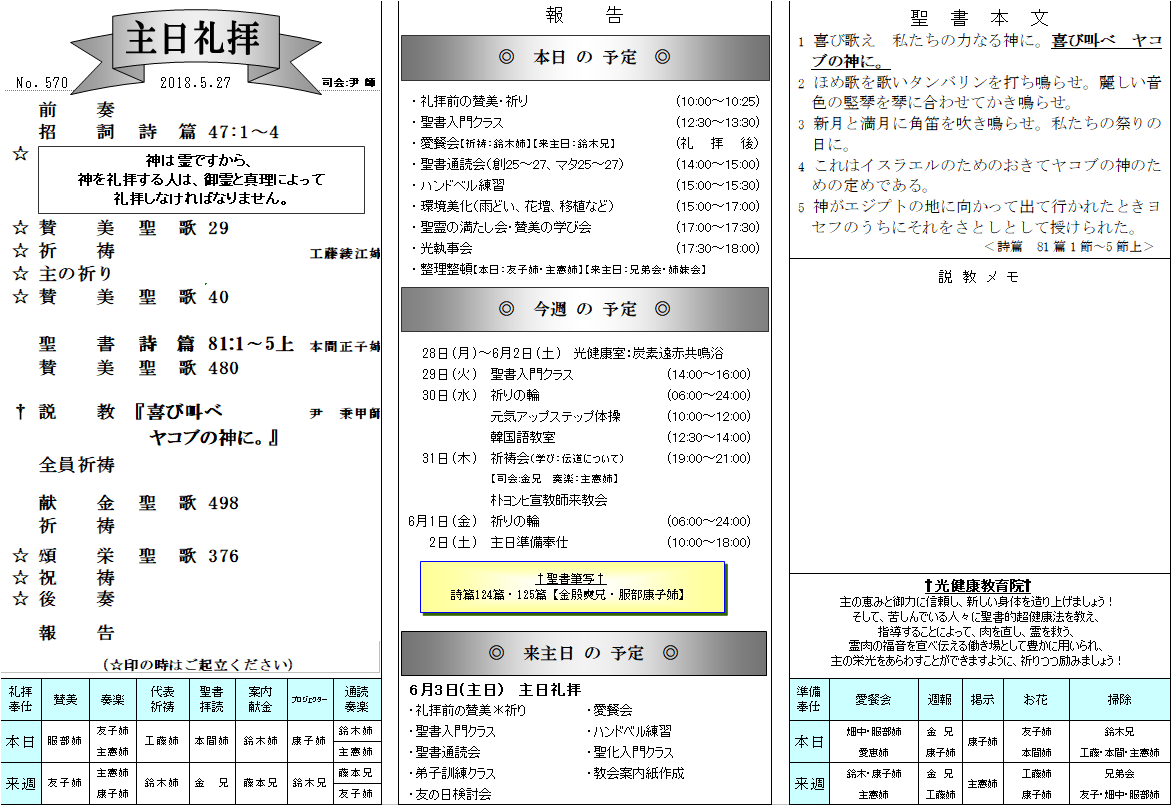 主日礼拝
No. 570
2018.5.27
司会:尹 師
前 奏
招 詞 詩 篇 47:1～4
☆
神は霊ですから、
神を礼拝する人は、御霊と真理によって
礼拝しなければなりません。
☆ 賛 美 聖 歌 29
☆ 祈 祷 工藤綾江姉
☆ 主の祈り
☆ 賛 美 聖 歌 40
聖 書 詩 篇 81:1～5上 本間正子姉
賛 美 聖 歌 480
† 説 教 『喜び叫べ 尹 秉甲師
ヤコブの神に。』
全員祈祷
献 金 聖 歌 498
祈 祷
☆ 頌 栄 聖 歌 376
☆ 祝 祷
☆ 後 奏
報 告
(☆印の時はご起立ください)
礼拝奉仕 賛美 奏楽 代表祈祷 聖書拝読 案内献金 プロジェクター 通読奏楽
本日 服部姉 友子姉 主憲姉 工藤姉 本間姉 鈴木姉 康子姉 鈴木姉 主憲姉
来週 友子姉 主憲姉 康子姉 鈴木姉 金 兄 藤本兄 鈴木兄 藤本兄 友子姉
報 告
◎ 本日 の 予定 ◎
・礼拝前の賛美・祈り (10:00～10:25)
・聖書入門クラス (12:30～13:30)
・愛餐会【祈祷:鈴木姉】【来主日:鈴木兄】 (礼 拝 後)
・聖書通読会(創25～27、マタ25～27) (14:00～15:00)
・ハンドベル練習 (15:00～15:30)
・環境美化(雨どい、花壇、移植など) (15:00～17:00)
・聖霊の満たし会・賛美の学び会 (17:00～17:30)
・光執事会 (17:30～18:00)
・整理整頓【本日:友子姉・主憲姉】【来主日:兄弟会・姉妹会】
◎ 今週 の 予定 ◎
28日(月)～6月2日(土) 光健康室:炭素遠赤共鳴浴
29日(火) 聖書入門クラス (14:00～16:00)
30日(水) 祈りの輪 (06:00～24:00)
元気アップステップ体操 (10:00～12:00)
韓国語教室 (12:30～14:00)
31日(木) 祈祷会(学び:伝道について) (19:00～21:00)
【司会:金兄 奏楽:主憲姉】
朴ヨンヒ宣教師来教会
6月1日(金) 祈りの輪 (06:00～24:00)
2日(土) 主日準備奉仕 (10:00～18:00)
†聖書筆写†
詩篇124篇・125篇【金殷奭兄・服部康子姉】
◎ 来主日 の 予定 ◎
6月3日(主日) 主日礼拝
・礼拝前の賛美＊祈り ・愛餐会
・聖書入門クラス ・ハンドベル練習
・聖書通読会 ・聖化入門クラス
・弟子訓練クラス ・教会案内紙作成
・友の日検討会
聖 書 本 文
1 喜び歌え 私たちの力なる神に。喜び叫べ ヤコ
ブの神に。
2 ほめ歌を歌いタンバリンを打ち鳴らせ。麗しい音
色の竪琴を琴に合わせてかき鳴らせ。
3 新月と満月に角笛を吹き鳴らせ。私たちの祭りの
日に。
4 これはイスラエルのためのおきてヤコブの神のた
めの定めである。
5 神がエジプトの地に向かって出て行かれたときヨ
セフのうちにそれをさとしとして授けられた。
＜詩篇 81篇1節～5節上＞
説 教 メ モ
†光健康教育院†
主の恵みと御力に信頼し、新しい身体を造り上げましょう！
そして、苦しんでいる人々に聖書的超健康法を教え、
指導することによって、肉を直し、霊を救う、
霊肉の福音を宣べ伝える働き場として豊かに用いられ、
主の栄光をあらわすことができますように、祈りつつ励みましょう！
準備奉仕 愛餐会 週報 掲示 お花 掃除
本日 畑中・服部姉 愛恵姉 金 兄 康子姉 康子姉 友子姉 本間姉 鈴木兄 工藤・本間・主憲姉
来週 鈴木・康子姉 主憲姉 金 兄 工藤姉 主憲姉 工藤姉 康子姉 兄弟会 友子・畑中・服部姉